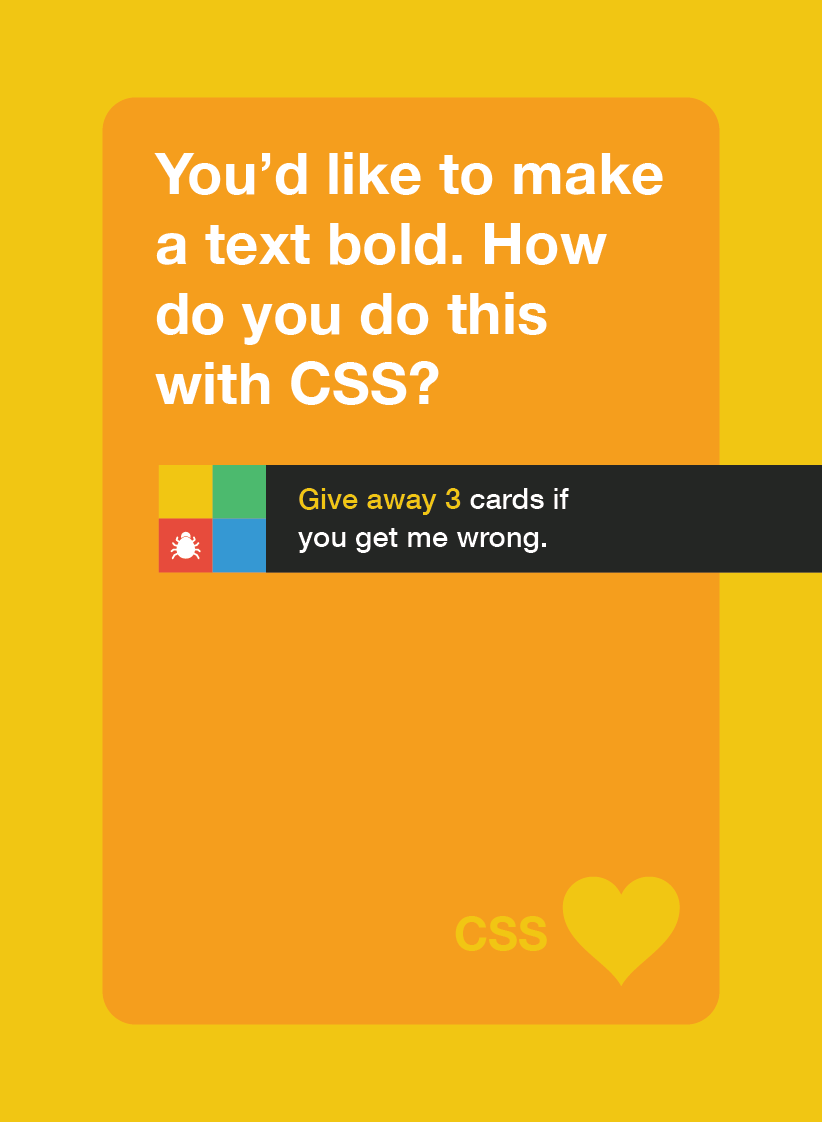 You’d like to make
a text bold. How
do you do this
with CSS?
Give away 3 cards if
you get me wrong.
CSS